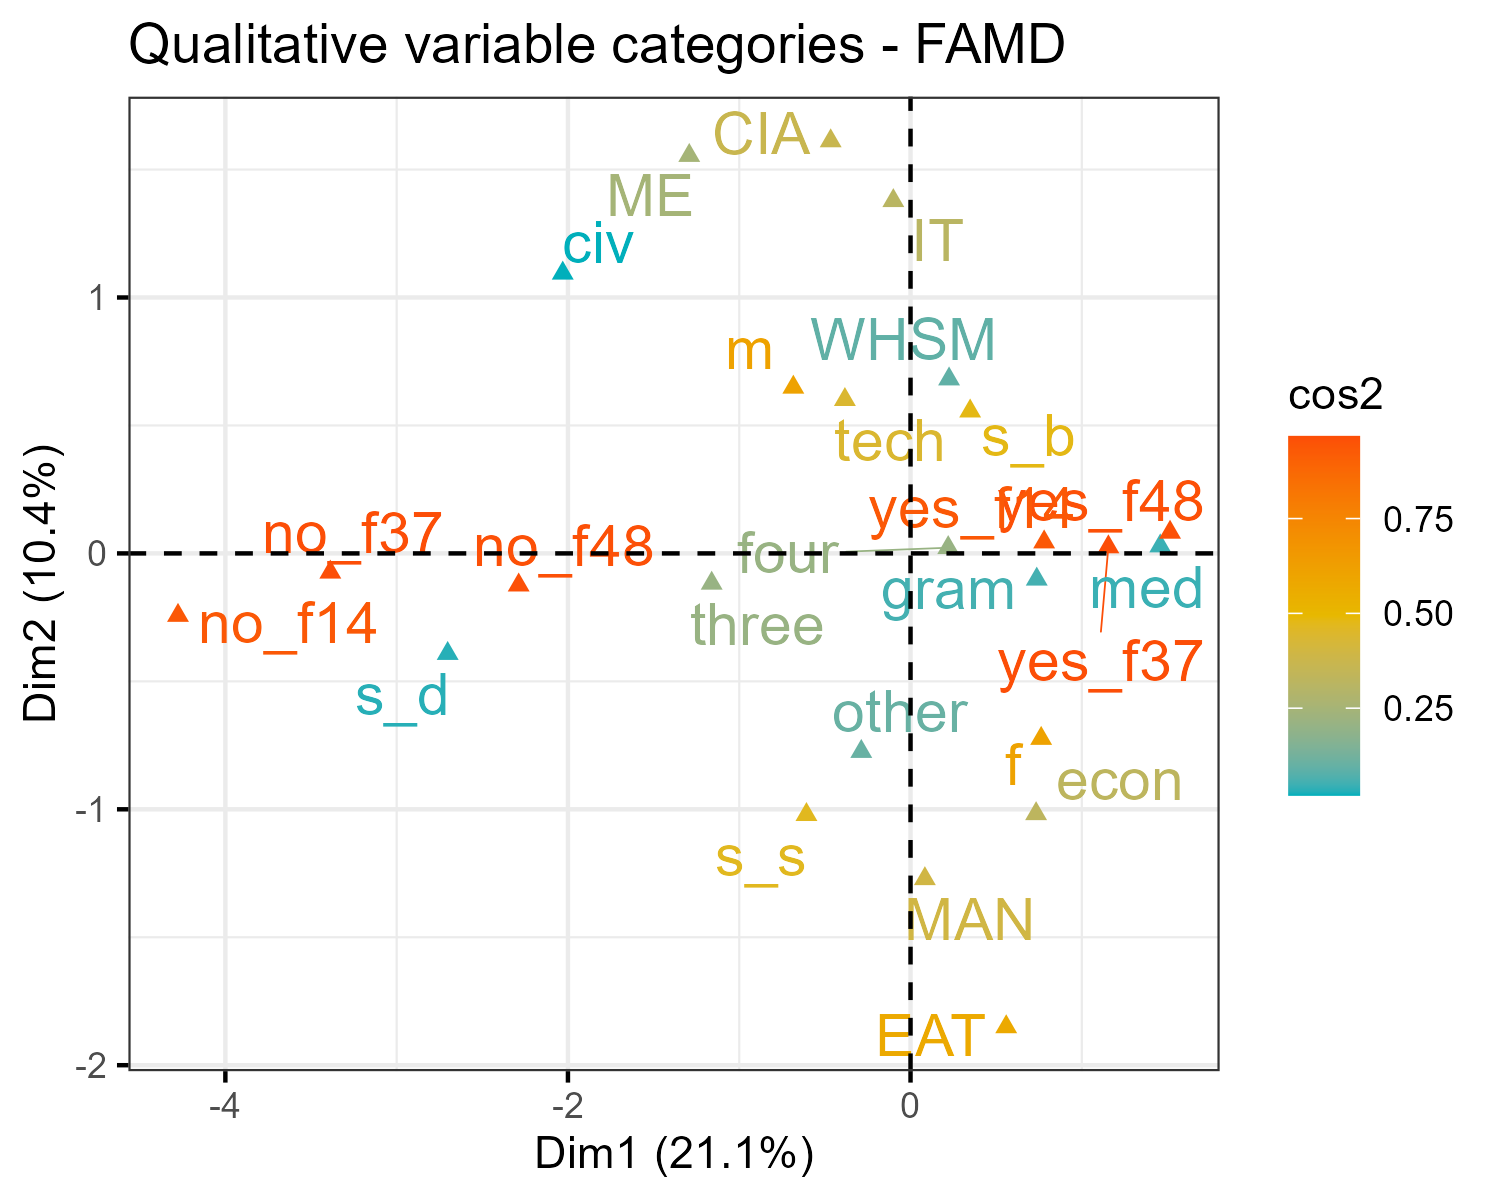 Qualitative variable categories - FAMD
CIA
ME
civ
IT
WHSM
m
tech
s_b
yes_f14
yes_f48
no_f37
no_f48
four
gram
med
no_f14
three
yes_f37
s_d
other
f
econ
s_s
MAN
EAT
1
0
-1
-2
-4
-2
0
Dim1 (21.1%)
Dim2 (10.4%)
cos2
0.75
0.50
0.25